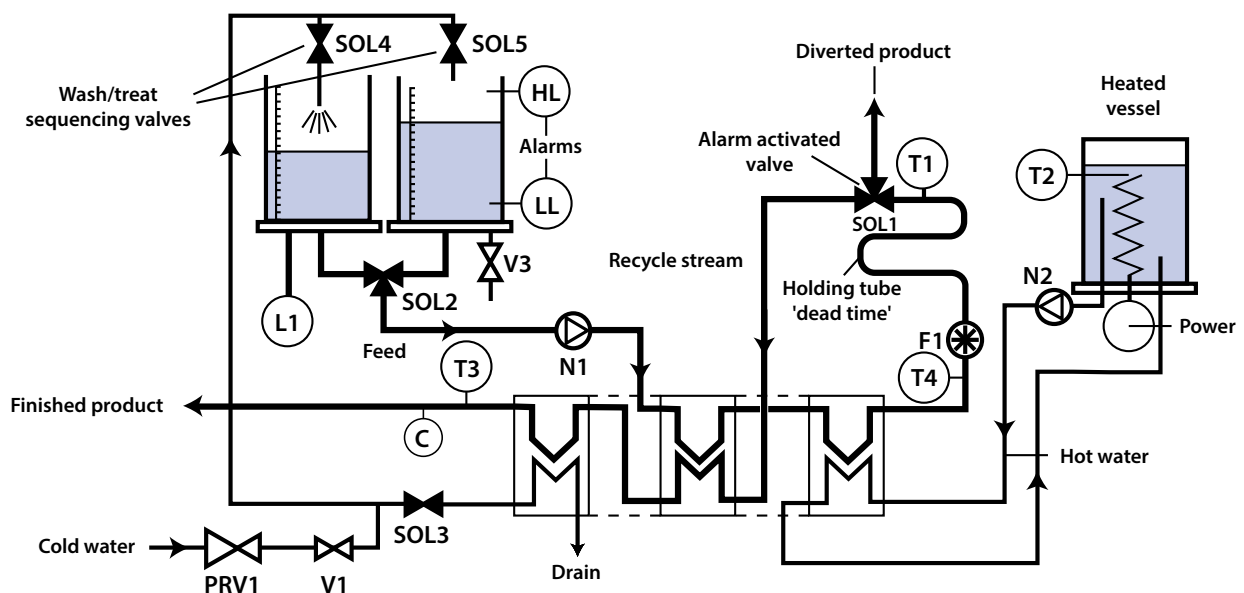 SOL4
SOL5
Wash/treat
sequencing valves
HL
Alarms
LL
Diverted product
Alarm activated
valve
T1
SOL1
Heated
vessel
T2
V3
SOL2
Recycle stream
Holding tube
'dead time'
N2
L1
Feed
N1
F1
Power
T3
T4
Finished product
C
Hot water
SOL3
Cold water
PRV1
V1
Drain